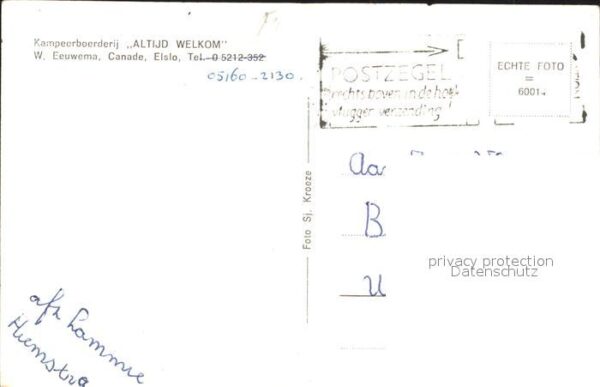 Kampeerboerderij „ALTIJD WELKOM"
W. Eeuwema, Canade, Elslo, Tel. 0 5212-352
05160-2130.
POSTZEGEL
rechts boven in de hoek
vlugger verzending!
ECHTE FOTO
=
6001
Foto Sj. Krooze
Aa
B
U
privacy protection
Datenschutz
afz Lammie
Hiemstra